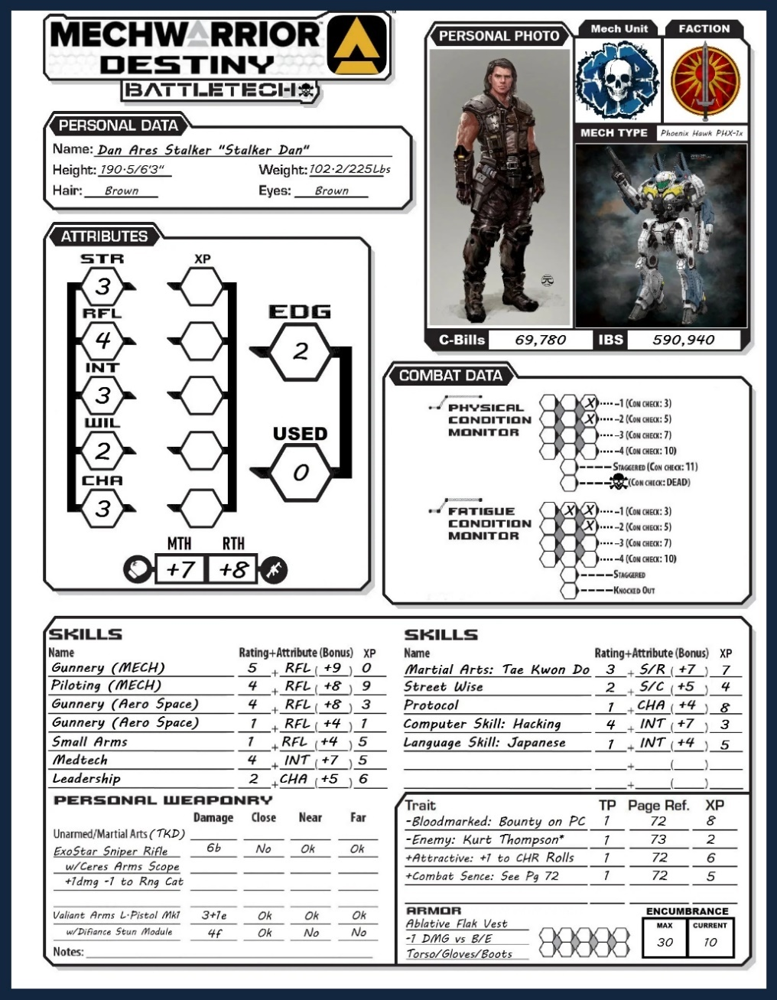 MECHWARRIOR
DESTINY
BATTLETECH
PERSONAL PHOTO
Mech Unit
FACTION
MECH TYPE Phoenix Hawk PHX-1x
C-Bills 69,780 IBS 590,940
PERSONAL DATA
Name: Dan Ares Stalker "Stalker Dan"
Height: 190·5/6'3" Weight: 102·2/225Lbs
Hair: Brown Eyes: Brown
ATTRIBUTES
STR XP
3
RFL
4
INT
3
WIL
2
CHA
3
EDG
2
USED
0
MTH RTH
+7 +8
COMBAT DATA
PHYSICAL CONDITION MONITOR
X -1 (CON CHECK: 3)
X -2 (CON CHECK: 5)
-3 (CON CHECK: 7)
-4 (CON CHECK: 10)
STAGGERED (CON CHECK: 11)
(CON CHECK: DEAD)
FATIGUE CONDITION MONITOR
X X -1 (CON CHECK: 3)
X -2 (CON CHECK: 5)
-3 (CON CHECK: 7)
-4 (CON CHECK: 10)
STAGGERED
KNOCKED OUT
SKILLS
Name Rating+Attribute (Bonus) XP
Gunnery (MECH) 5 + RFL ( +9 ) 0
Piloting (MECH) 4 + RFL ( +8 ) 9
Gunnery (Aero Space) 4 + RFL ( +8 ) 3
Gunnery (Aero Space) 1 + RFL ( +4 ) 1
Small Arms 1 + RFL ( +4 ) 5
Medtech 4 + INT ( +7 ) 5
Leadership 2 + CHA ( +5 ) 6
SKILLS
Name Rating+Attribute (Bonus) XP
Martial Arts: Tae Kwon Do 3 + S/R ( +7 ) 7
Street Wise 2 + S/C ( +5 ) 4
Protocol 1 + CHA ( +4 ) 8
Computer Skill: Hacking 4 + INT ( +7 ) 3
Language Skill: Japanese 1 + INT ( +4 ) 5
+ ( )
+ ( )
PERSONAL WEAPONRY
Damage Close Near Far
Unarmed/Martial Arts (TKD)
ExoStar Sniper Rifle 6b No Ok Ok
w/Ceres Arms Scope
+1dmg -1 to Rng Cat
Valiant Arms L·Pistol Mk1 3+1e Ok Ok Ok
w/Difiance Stun Module 4f Ok No No
Notes:
Trait TP Page Ref. XP
-Bloodmarked: Bounty on PC 1 72 8
-Enemy: Kurt Thompson* 1 73 2
+Attractive: +1 to CHR Rolls 1 72 6
+Combat Sence: See Pg 72 1 72 5
ARMOR
Ablative Flak Vest
-1 DMG vs B/E
Torso/Gloves/Boots
ENCUMBRANCE
MAX CURRENT
30 10